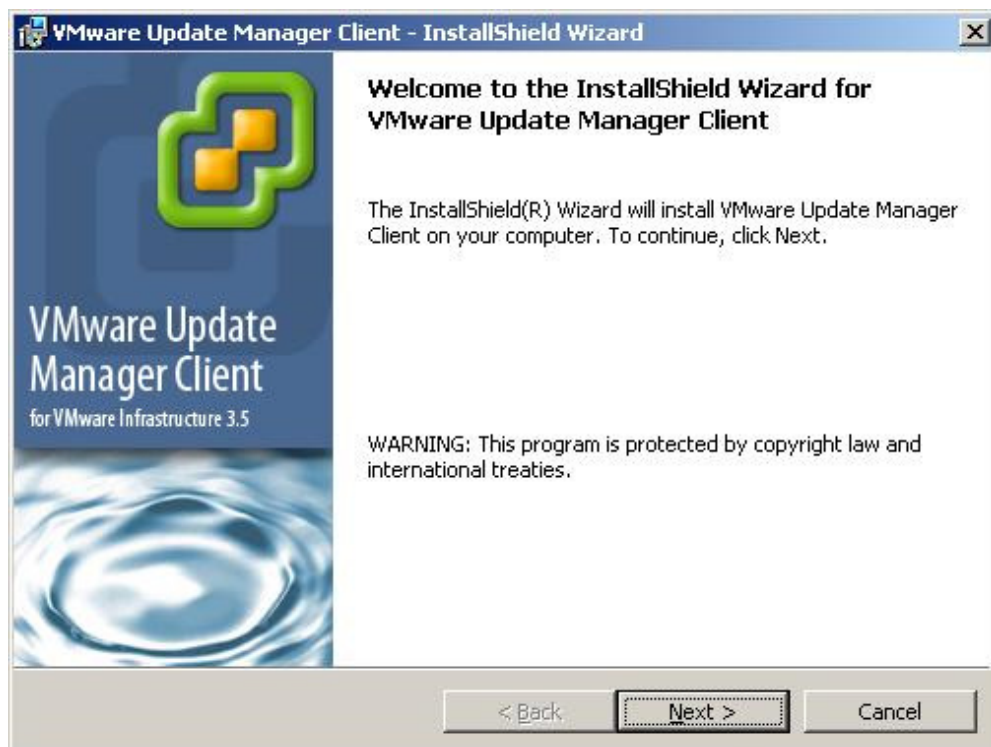 VMware Update Manager Client - InstallShield Wizard
Welcome to the InstallShield Wizard for
VMware Update Manager Client
The InstallShield(R) Wizard will install VMware Update Manager
Client on your computer. To continue, click Next.
VMware Update
Manager Client
for VMware Infrastructure 3.5
WARNING: This program is protected by copyright law and
international treaties.
< Back
Next >
Cancel